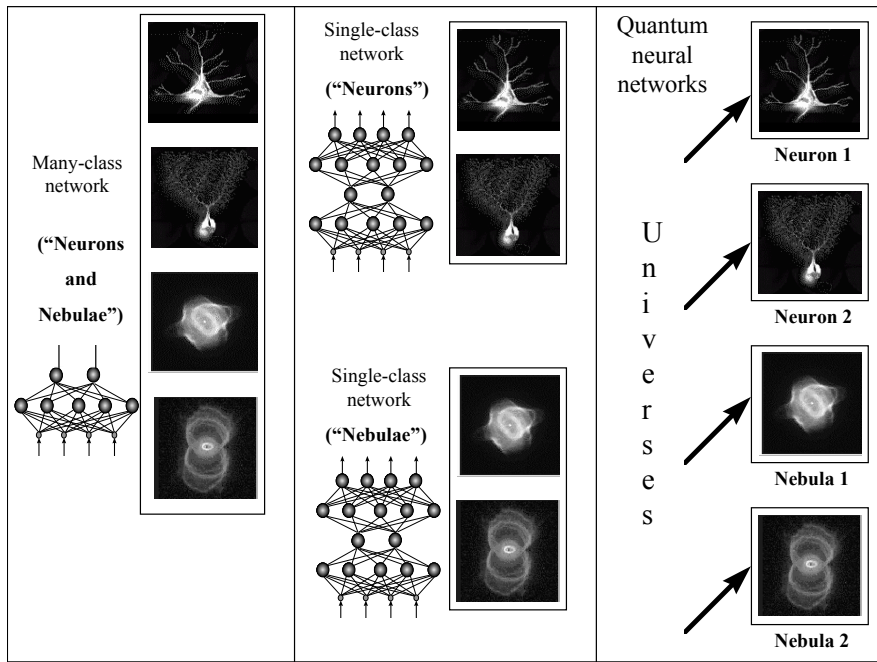 Many-class
network
(“Neurons
and
Nebulae”)
Single-class
network
(“Neurons”)
Single-class
network
(“Nebulae”)
Quantum
neural
networks
Universes
Neuron 1
Neuron 2
Nebula 1
Nebula 2